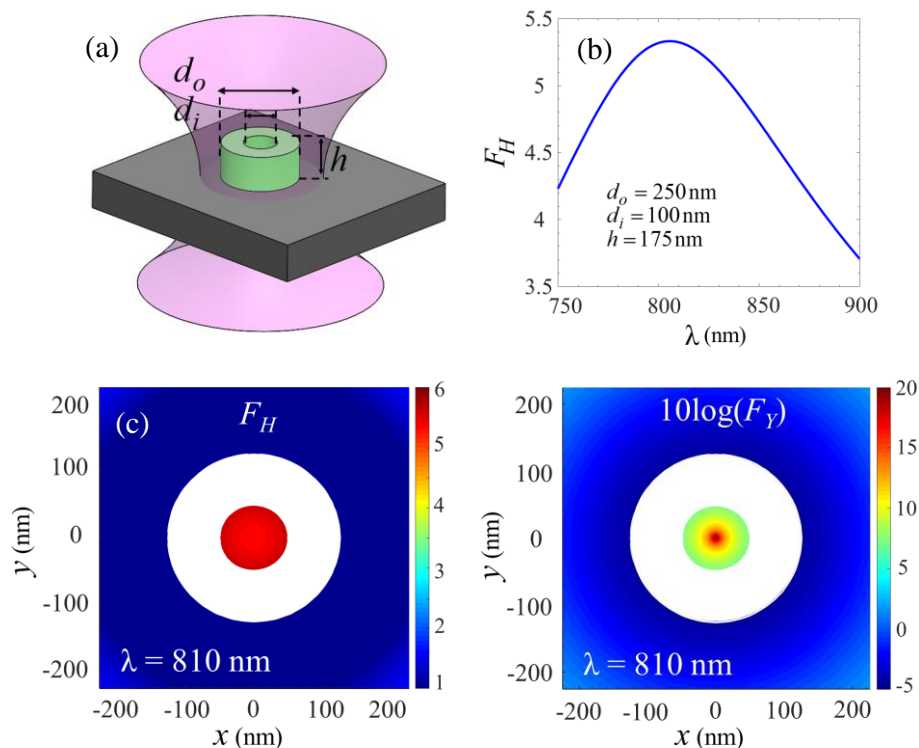 (a)
d_o
d_i
h
(b)
5.5
5
4.5
4
3.5
F_H
d_o = 250 nm
d_i = 100 nm
h = 175 nm
750
800
850
900
λ (nm)
(c)
F_H
λ = 810 nm
200
100
0
-100
-200
y (nm)
-200
-100
0
100
200
x (nm)
6
5
4
3
2
1
10log(F_Y)
λ = 810 nm
200
100
0
-100
-200
y (nm)
-200
-100
0
100
200
x (nm)
20
15
10
5
0
-5